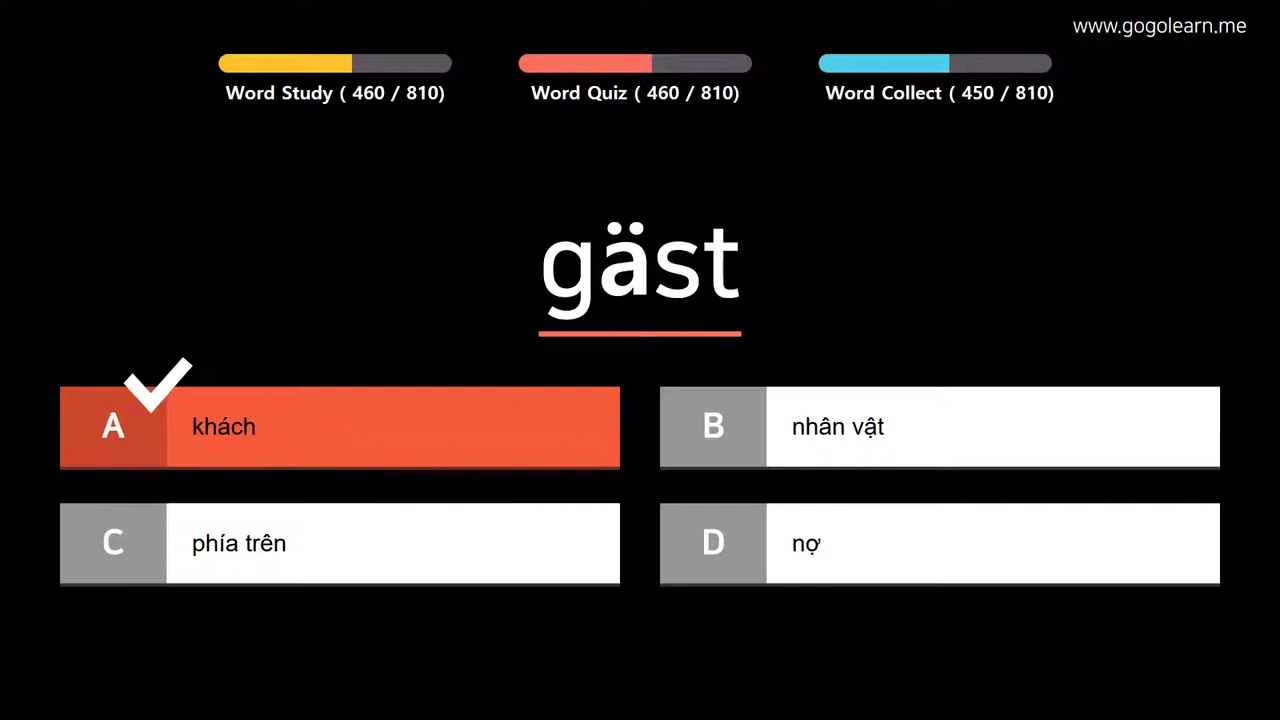 www.gogolearn.me
Word Study ( 460 / 810)
Word Quiz ( 460 / 810)
Word Collect ( 450 / 810)
gäst
A khách
B nhân vật
C phía trên
D nợ